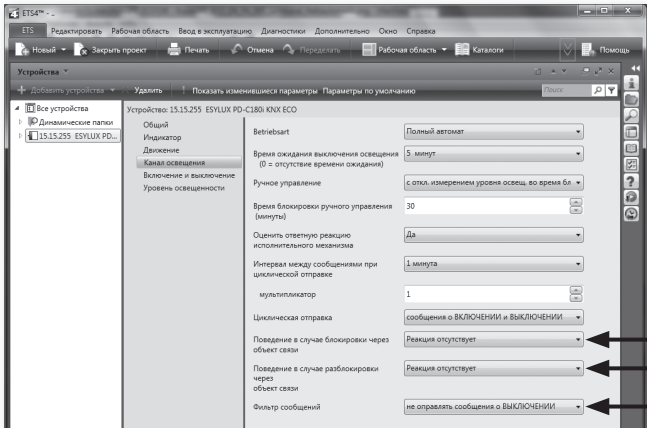 ETS4™ - ..
ETS Редактировать Рабочая область Ввод в эксплуатацию Диагностики Дополнительно Окно Справка
Новый Закрыть проект Печать Отмена Переделать Рабочая область Каталоги Помощь
Устройства
Добавить устройства Удалить Показать изменившиеся параметры Параметры по умолчанию Поиск
Все устройства
Динамические папки
15.15.255 ESYLUX PD...
Устройство: 15.15.255 ESYLUX PD-C180i KNX ECO
Общий
Индикатор
Движение
Канал освещения
Включение и выключение
Уровень освещенности
Betriebsart Полный автомат
Время ожидания выключения освещения 5 минут
(0 = отсутствие времени ожидания)
Ручное управление с откл. измерением уровня освещ. во время бл
Время блокировки ручного управления 30
(минуты)
Оценить ответную реакцию Да
исполнительного механизма
Интервал между сообщениями при 1 минута
циклической отправке
мультипликатор 1
Циклическая отправка сообщения о ВКЛЮЧЕНИИ и ВЫКЛЮЧЕНИИ
Поведение в случае блокировки через Реакция отсутствует
объект связи
Поведение в случае разблокировки Реакция отсутствует
через
объект связи
Фильтр сообщений не оправлять сообщения о ВЫКЛЮЧЕНИИ